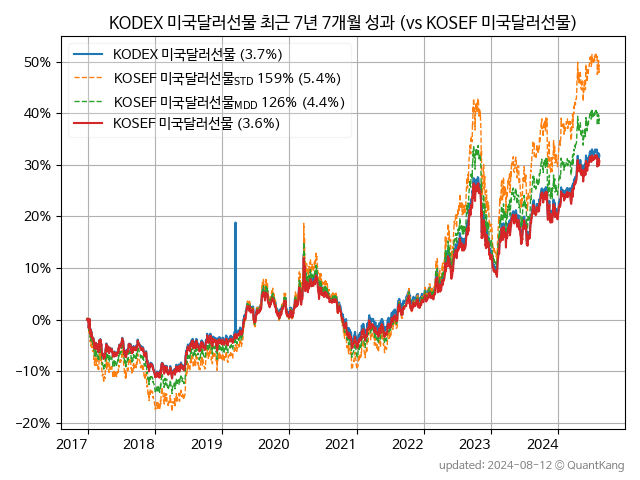 KODEX 미국달러선물 최근 7년 7개월 성과 (vs KOSEF 미국달러선물)
KODEX 미국달러선물 (3.7%)
KOSEF 미국달러선물STD 159% (5.4%)
KOSEF 미국달러선물MDD 126% (4.4%)
KOSEF 미국달러선물 (3.6%)
50%
40%
30%
20%
10%
0%
−10%
−20%
2017 2018 2019 2020 2021 2022 2023 2024
updated: 2024-08-12 © QuantKang